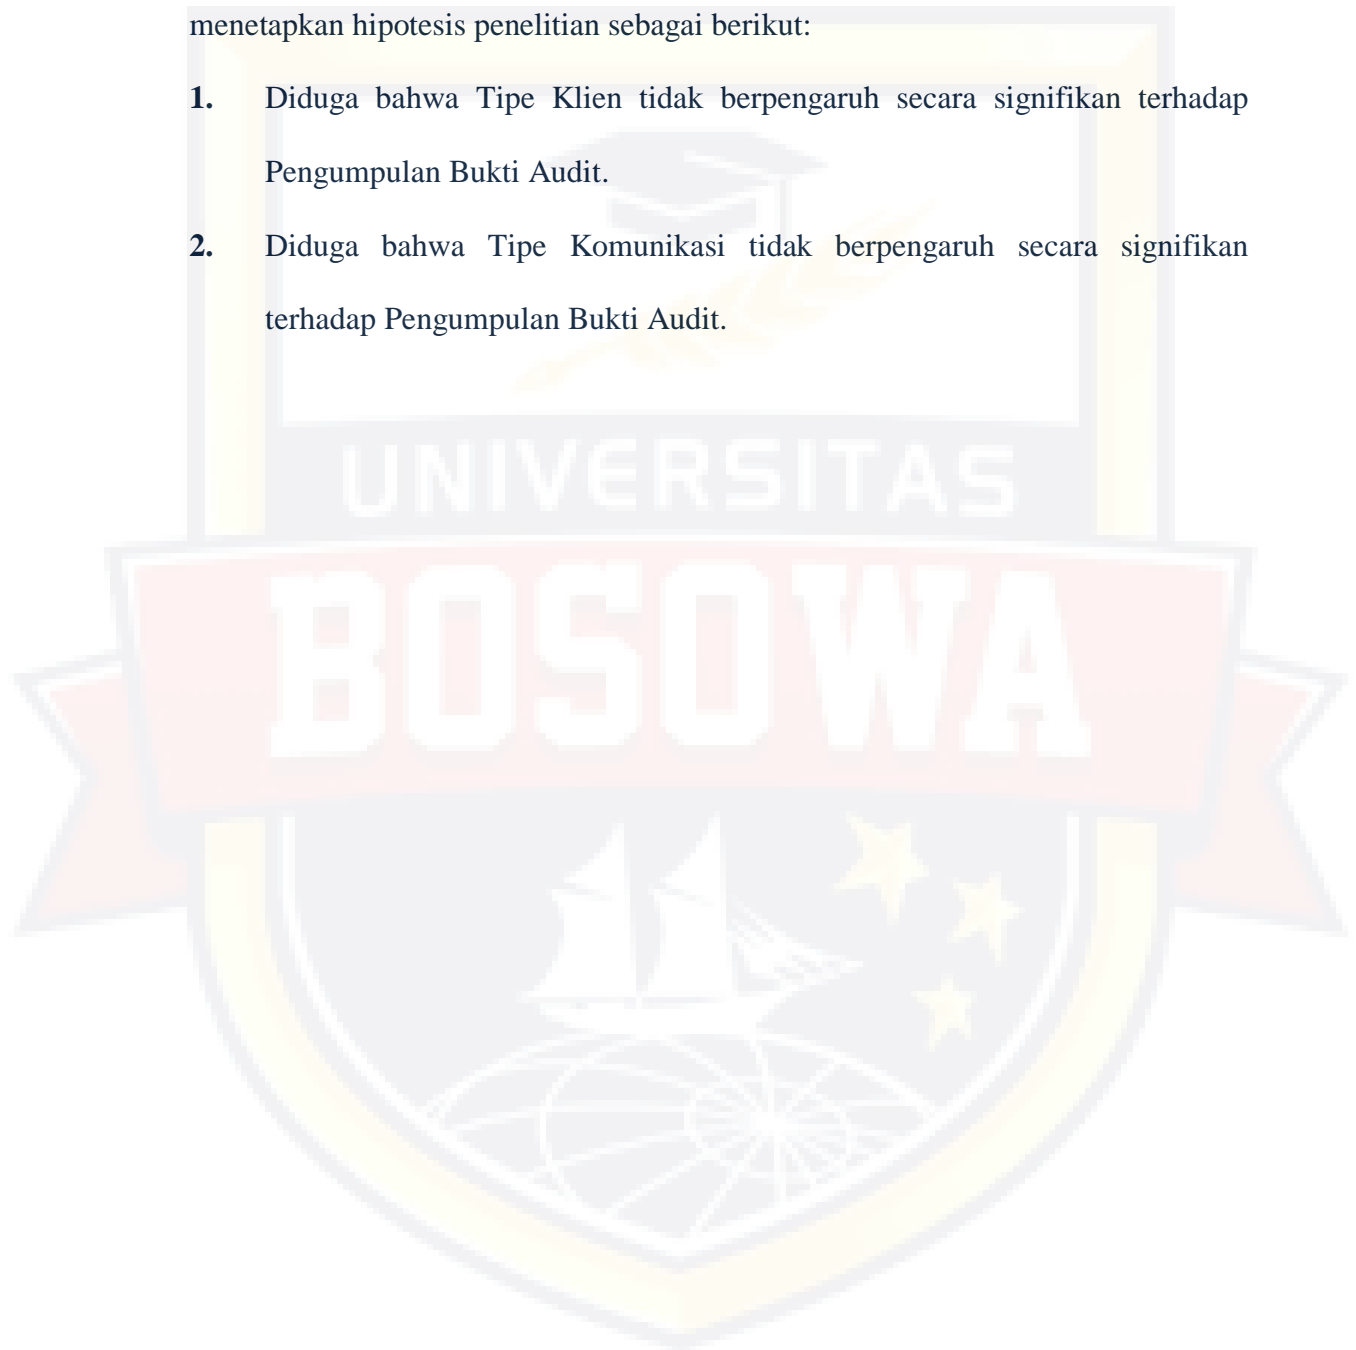 menetapkan hipotesis penelitian sebagai berikut:
1. Diduga bahwa Tipe Klien tidak berpengaruh secara signifikan terhadap
Pengumpulan Bukti Audit.
2. Diduga bahwa Tipe Komunikasi tidak berpengaruh secara signifikan
terhadap Pengumpulan Bukti Audit.
UNIVERSITAS
BOSOWA